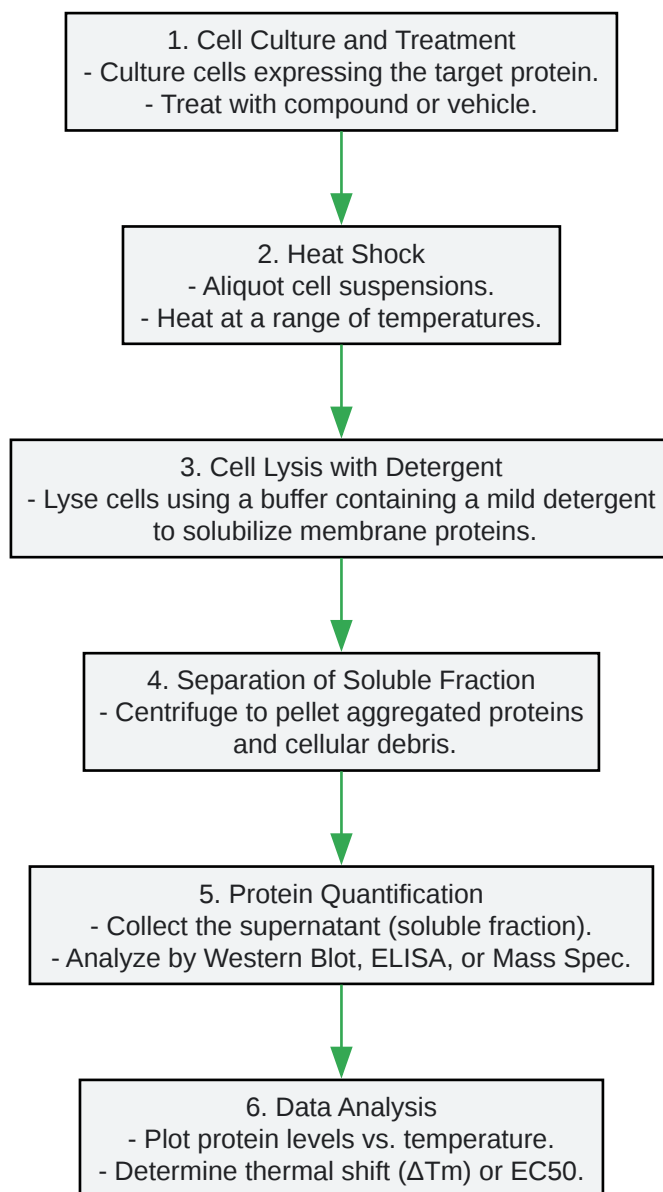 1. Cell Culture and Treatment
- Culture cells expressing the target protein.
- Treat with compound or vehicle.
2. Heat Shock
- Aliquot cell suspensions.
- Heat at a range of temperatures.
3. Cell Lysis with Detergent
- Lyse cells using a buffer containing a mild detergent
to solubilize membrane proteins.
4. Separation of Soluble Fraction
- Centrifuge to pellet aggregated proteins
and cellular debris.
5. Protein Quantification
- Collect the supernatant (soluble fraction).
- Analyze by Western Blot, ELISA, or Mass Spec.
6. Data Analysis
- Plot protein levels vs. temperature.
- Determine thermal shift (ΔTm) or EC50.